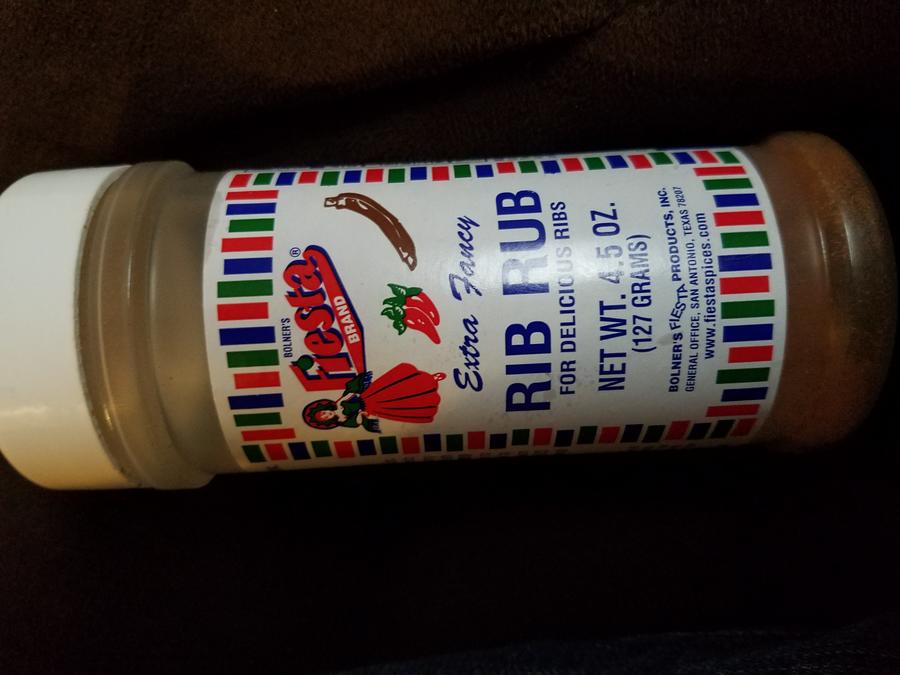 BOLNER'S
Fiesta®
BRAND
Extra Fancy
RIB RUB
FOR DELICIOUS RIBS
NET WT. 4.5 OZ.
(127 GRAMS)
BOLNER'S FIESTA PRODUCTS, INC.
GENERAL OFFICE, SAN ANTONIO, TEXAS 78207
www.fiestaspices.com